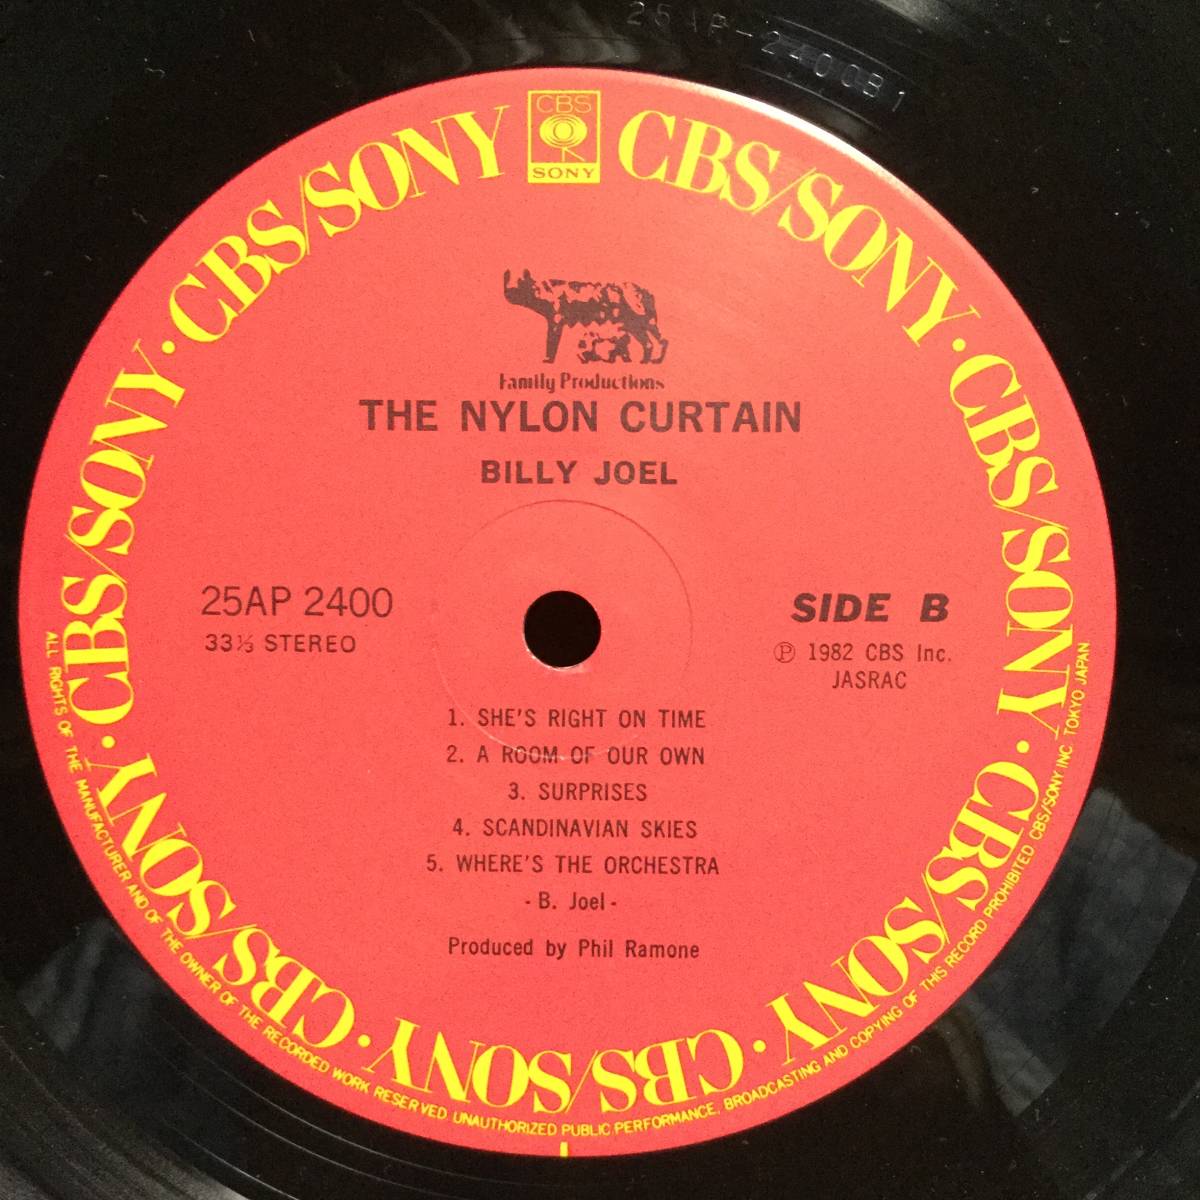 25AP-2400B1
CBS
SONY
CBS/SONY · CBS/SONY · CBS/SONY · CBS/SONY · CBS/SONY · CBS/SONY · CBS/SONY
Family Productions
THE NYLON CURTAIN
BILLY JOEL
25AP 2400
33⅓ STEREO
SIDE B
Ⓟ 1982 CBS Inc.
JASRAC
1. SHE'S RIGHT ON TIME
2. A ROOM OF OUR OWN
3. SURPRISES
4. SCANDINAVIAN SKIES
5. WHERE'S THE ORCHESTRA
- B. Joel -
Produced by Phil Ramone
ALL RIGHTS OF THE MANUFACTURER AND OF THE OWNER OF THE RECORDED WORK RESERVED UNAUTHORIZED PUBLIC PERFORMANCE, BROADCASTING AND COPYING OF THIS RECORD PROHIBITED CBS/SONY INC. TOKYO JAPAN